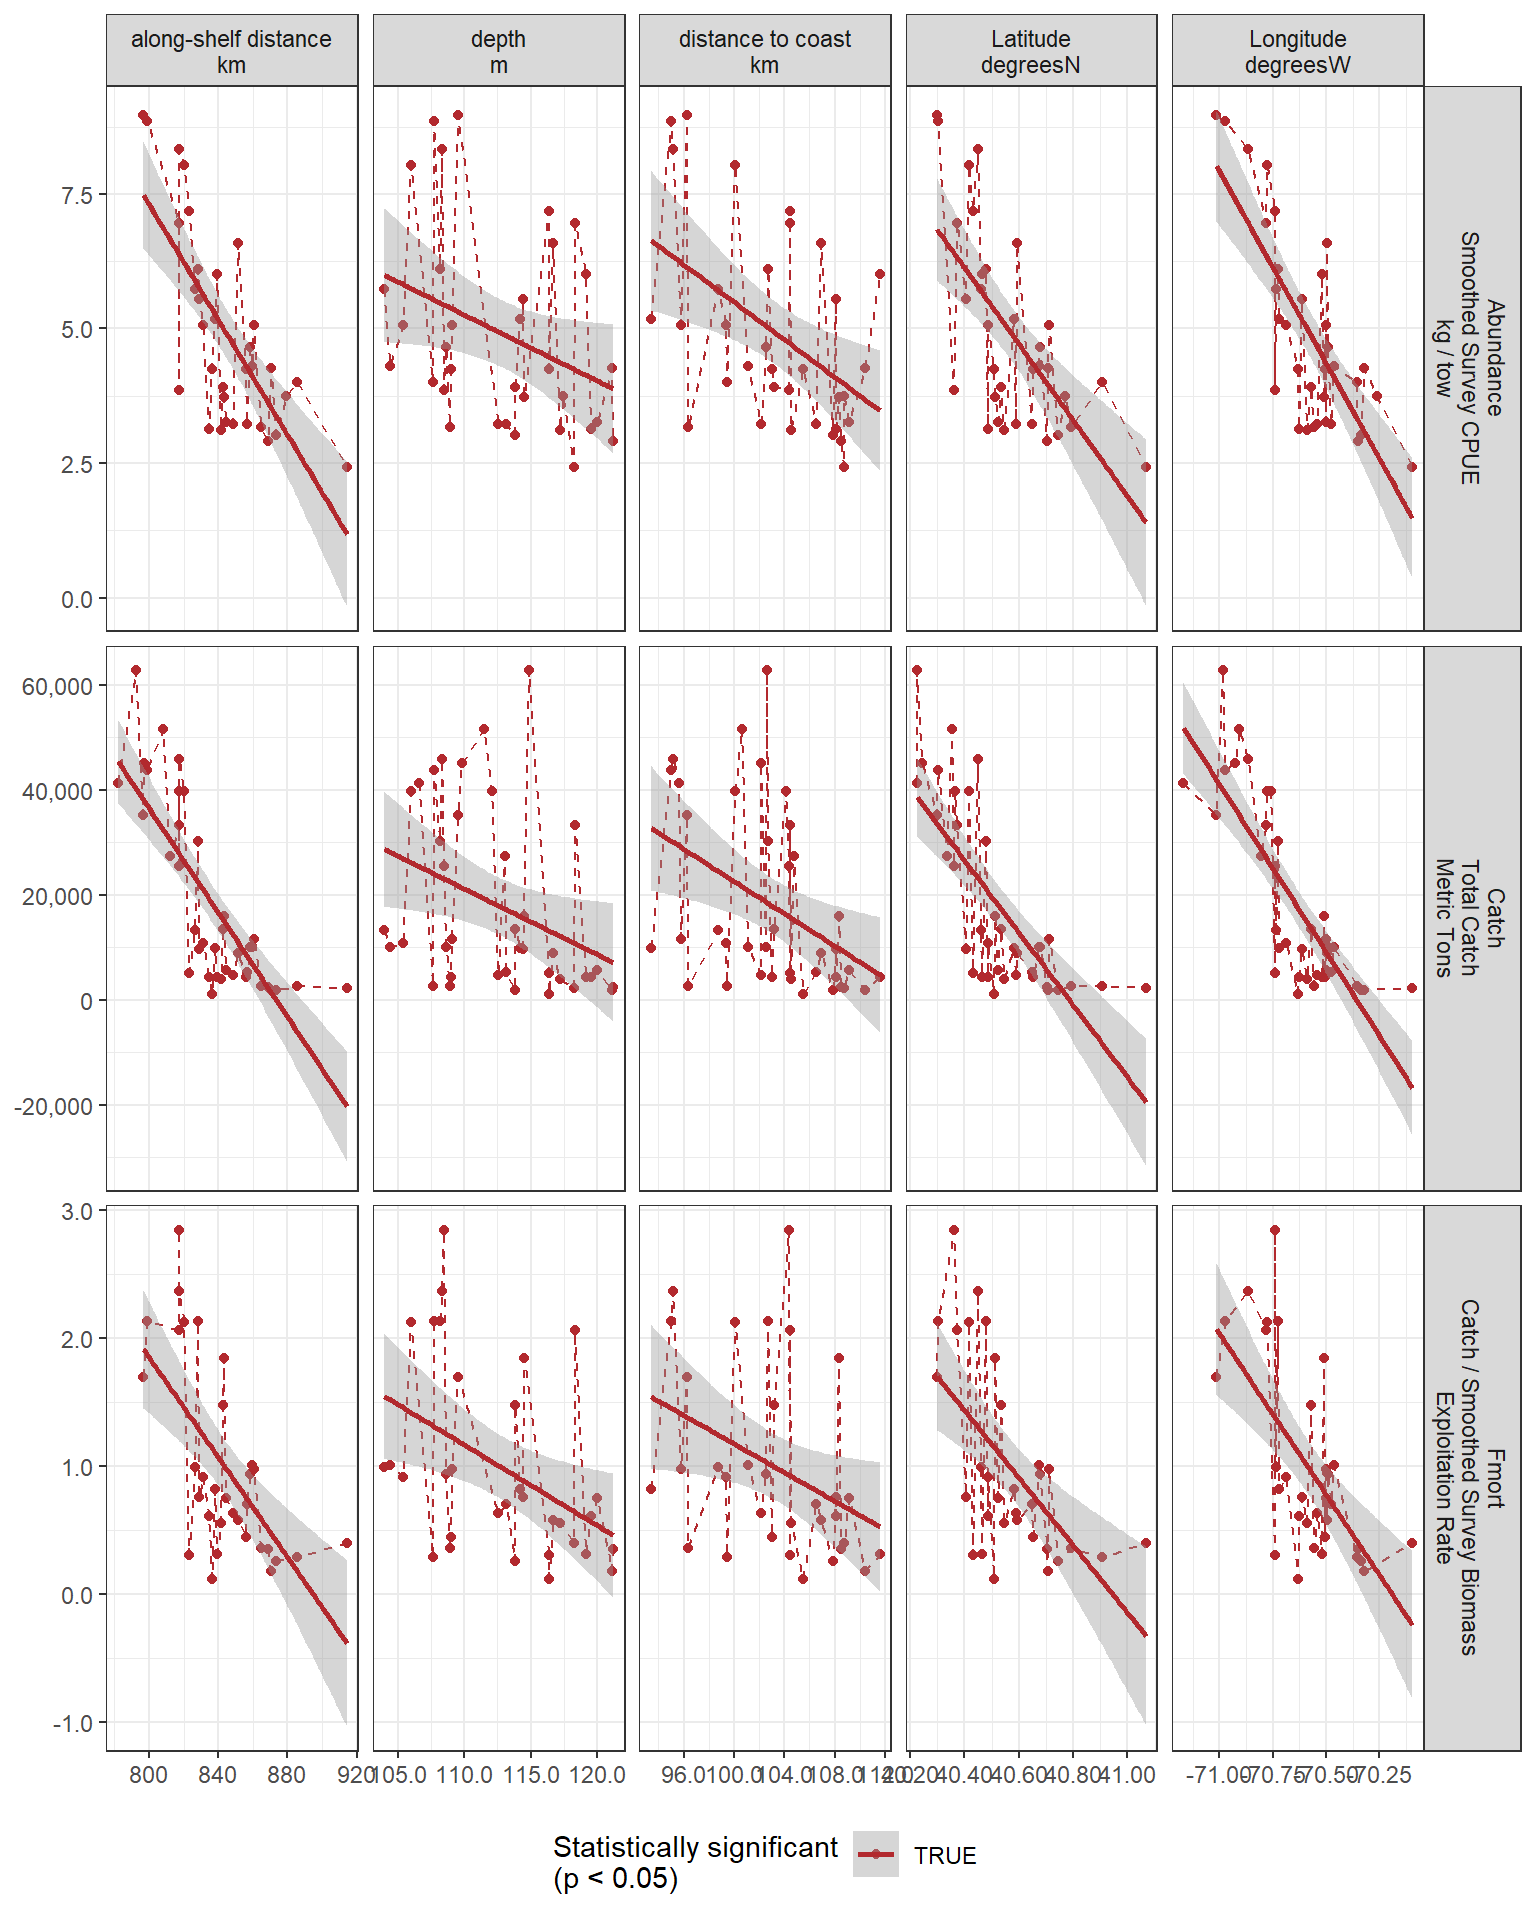 along-shelf distance
km
depth
m
distance to coast
km
Latitude
degreesN
Longitude
degreesW
7.5
5.0
2.5
0.0
Abundance
Smoothed Survey CPUE
kg / tow
60,000
40,000
20,000
0
-20,000
Catch
Total Catch
Metric Tons
3.0
2.0
1.0
0.0
-1.0
Fmort
Catch / Smoothed Survey Biomass
Exploitation Rate
800 840 880 920
105.0 110.0 115.0 120.0
96.0 100.0 104.0 108.0 112.0
40.20 40.40 40.60 40.80 41.00
-71.00 -70.75 -70.50 -70.25
Statistically significant
(p < 0.05)
TRUE